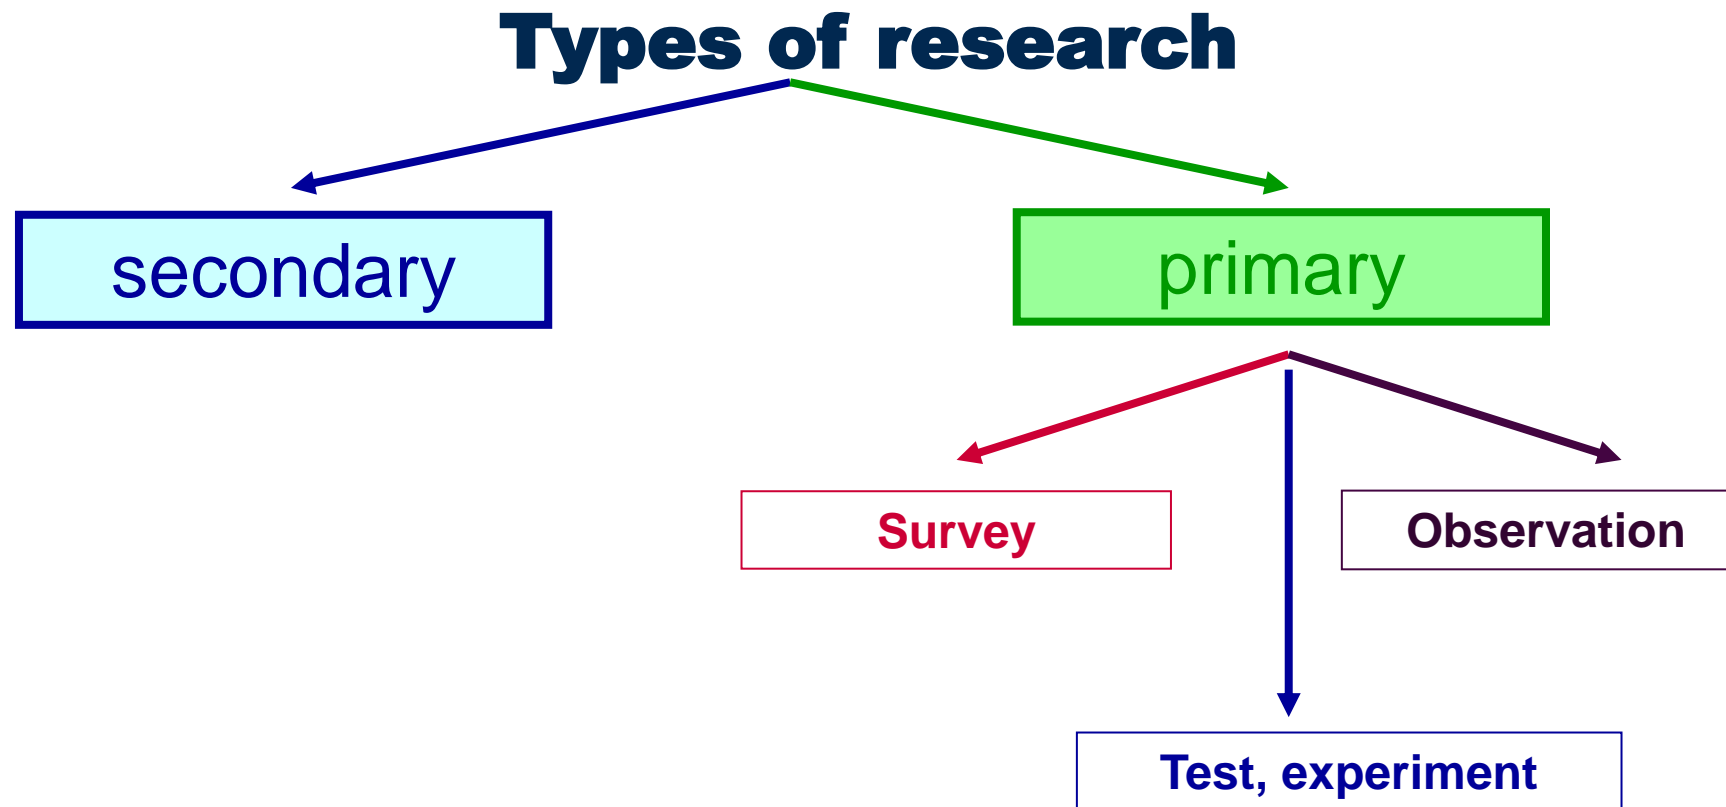 Types of research
secondary
primary
Survey
Observation
Test, experiment